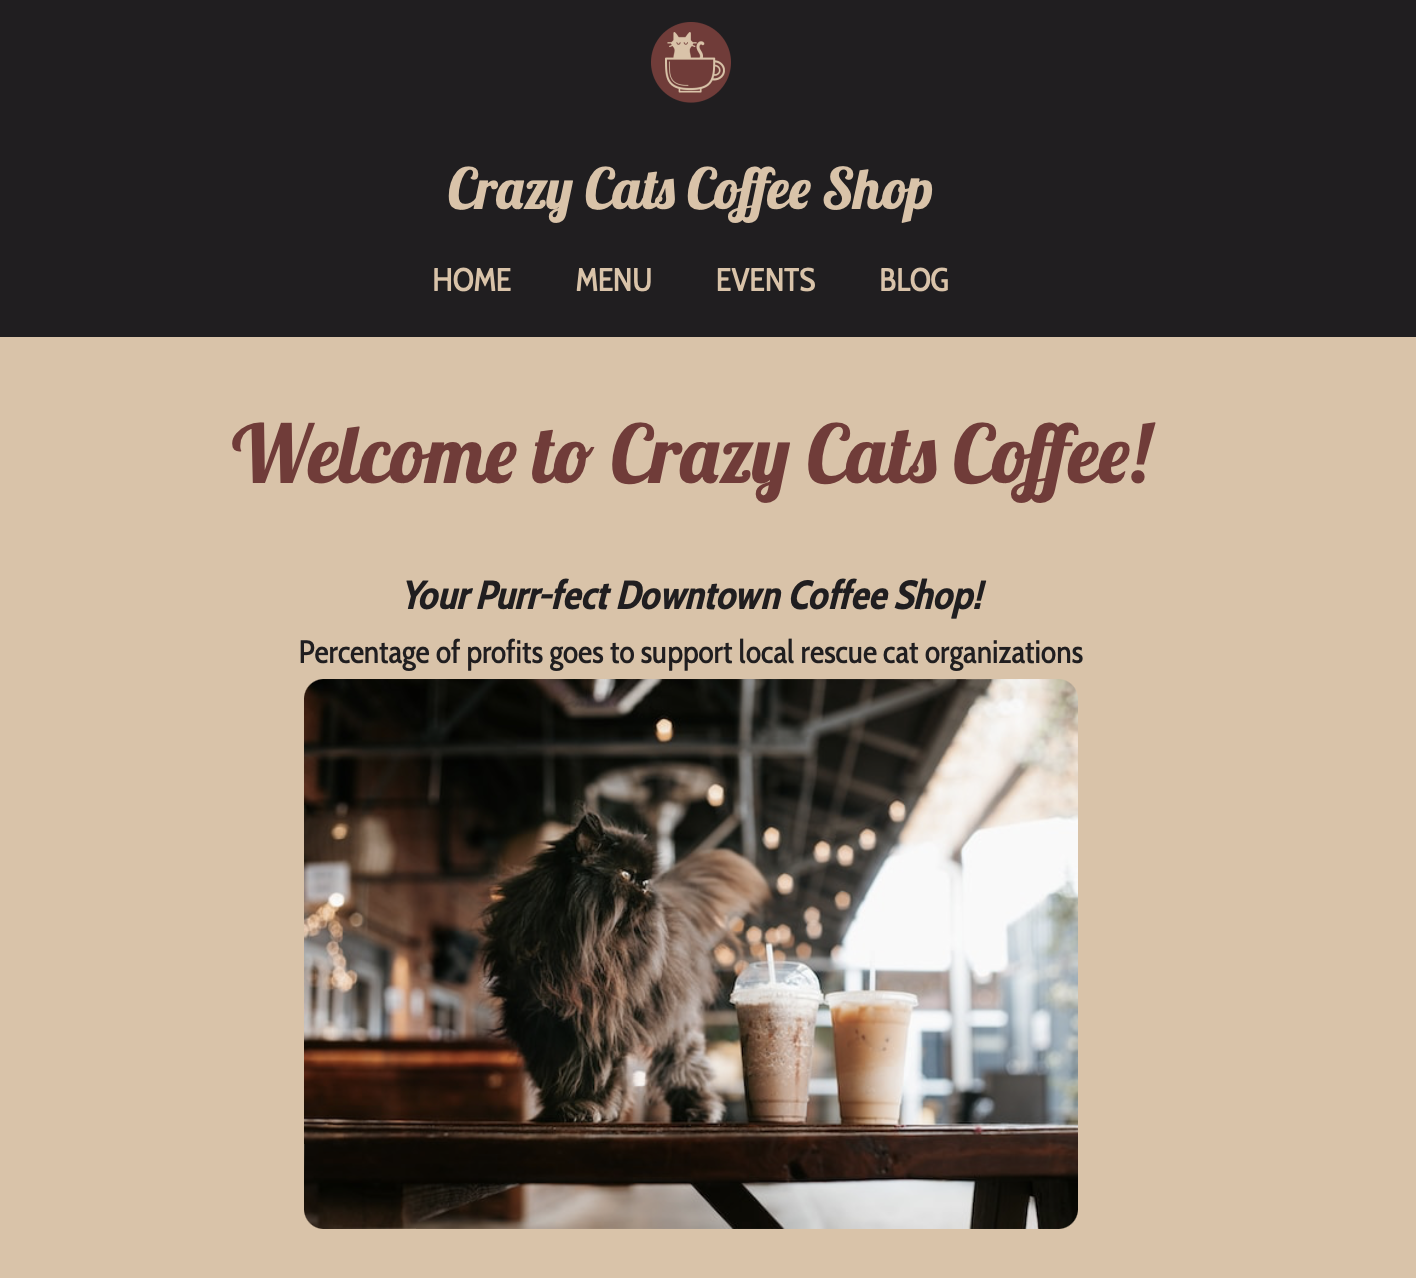 Crazy Cats Coffee Shop
HOME MENU EVENTS BLOG
Welcome to Crazy Cats Coffee!
Your Purr-fect Downtown Coffee Shop!
Percentage of profits goes to support local rescue cat organizations